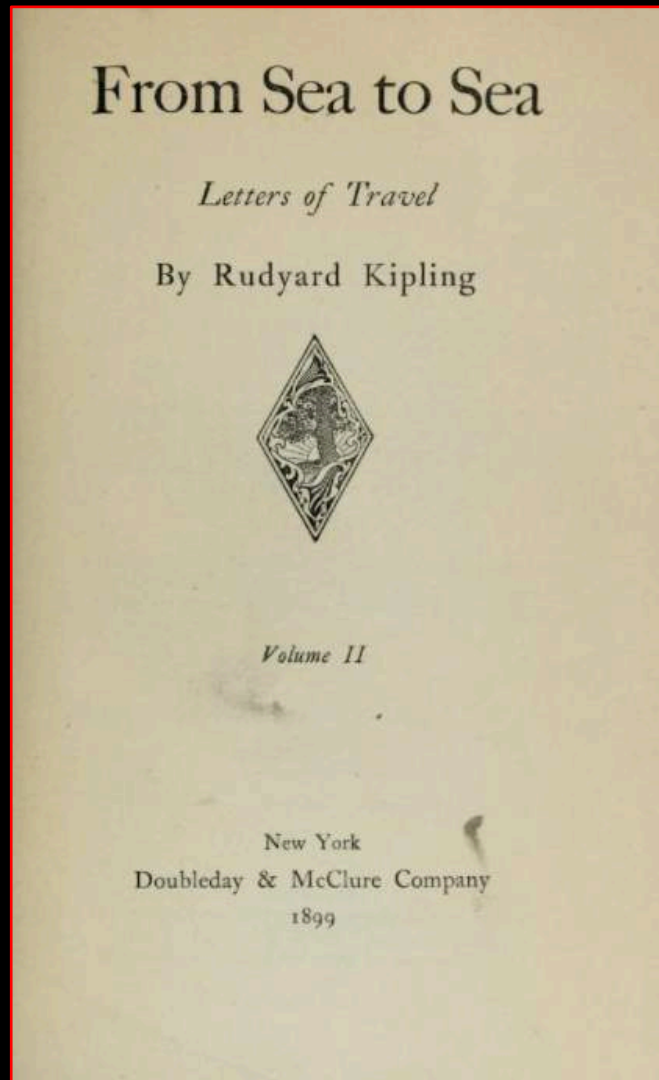 From Sea to Sea
Letters of Travel
By Rudyard Kipling
Volume II
New York
Doubleday & McClure Company
1899